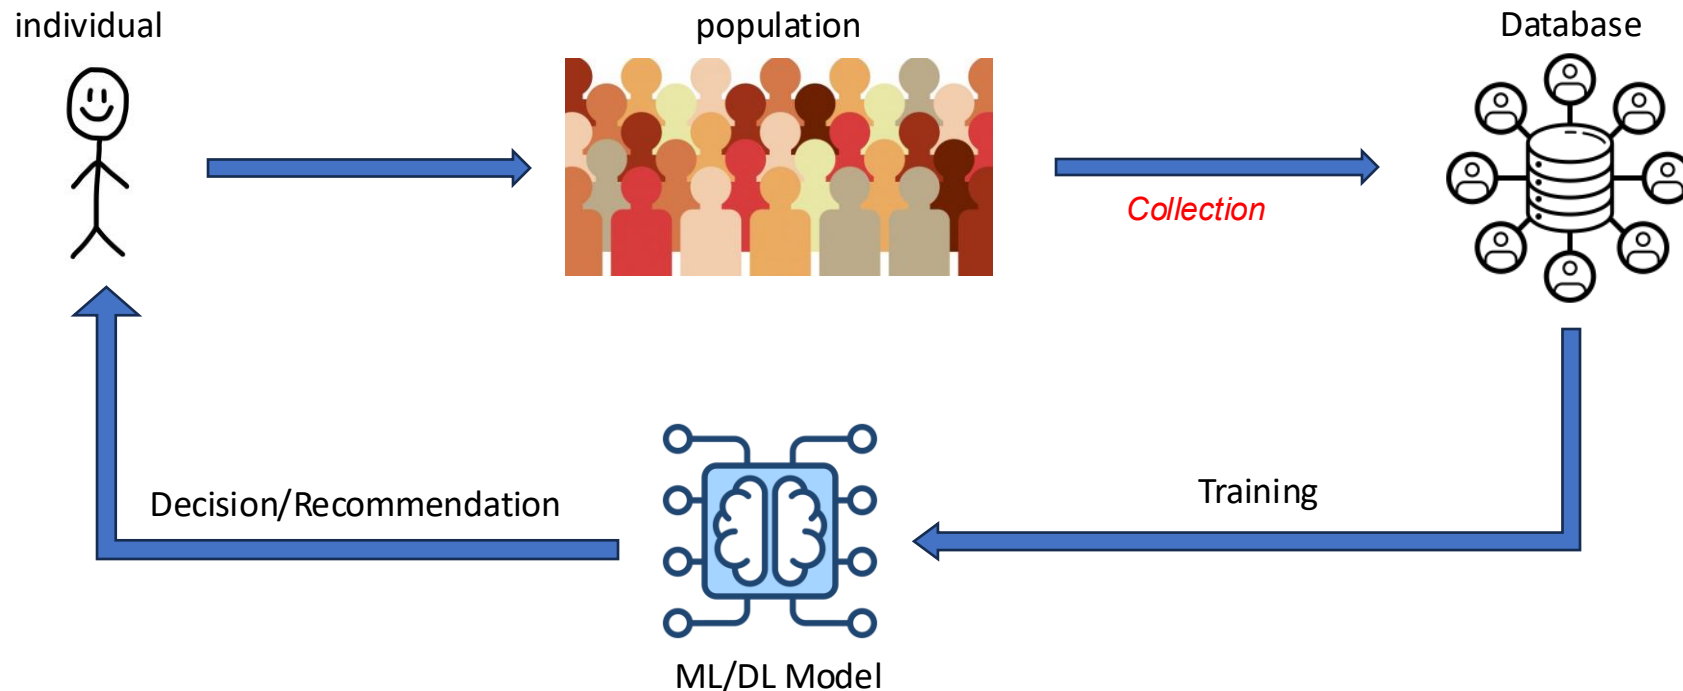 individual
population
Database
Collection
Decision/Recommendation
Training
ML/DL Model